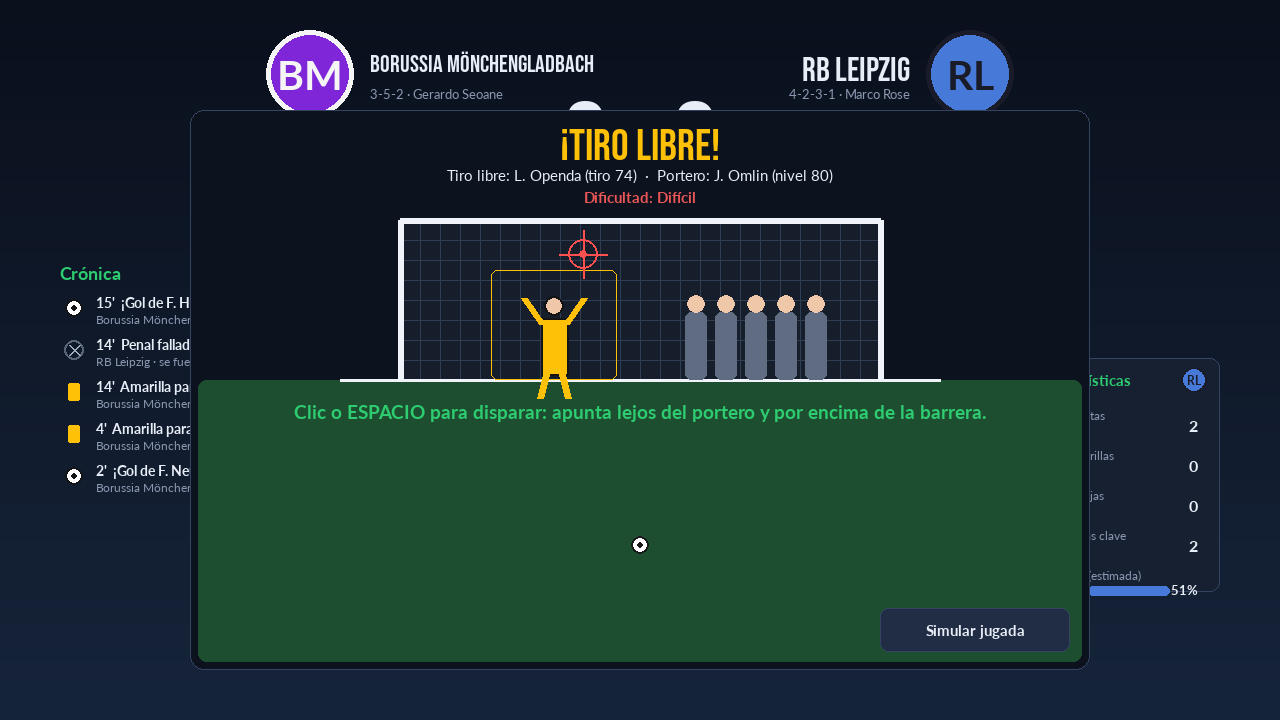 BM
BORUSSIA MÖNCHENGLADBACH
3-5-2 · Gerardo Seoane
RB LEIPZIG
4-2-3-1 · Marco Rose
RL
¡TIRO LIBRE!
Tiro libre: L. Openda (tiro 74) · Portero: J. Omlin (nivel 80)
Dificultad: Difícil
Crónica
15' ¡Gol de F. H
Borussia Mönchen
14' Penal fallad
RB Leipzig · se fue
14' Amarilla pa
Borussia Mönchen
4' Amarilla para
Borussia Mönchen
2' ¡Gol de F. Ne
Borussia Mönchen
Clic o ESPACIO para disparar: apunta lejos del portero y por encima de la barrera.
Simular jugada
ísticas
RL
tas
2
rillas
0
jas
0
s clave
2
(estimada)
51%